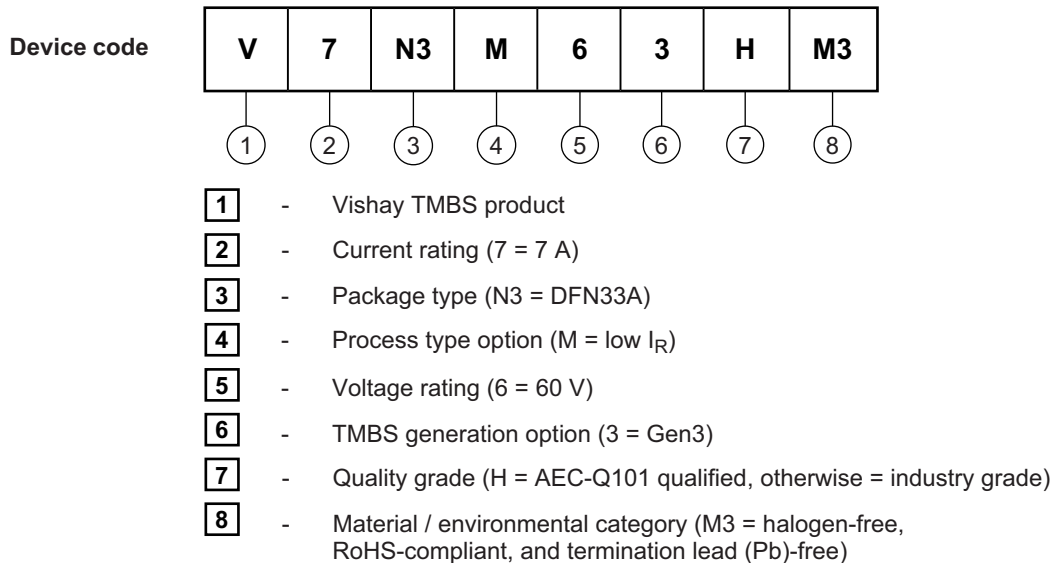 Device code V 7 N3 M 6 3 H M3
1 2 3 4 5 6 7 8
1 - Vishay TMBS product
2 - Current rating (7 = 7 A)
3 - Package type (N3 = DFN33A)
4 - Process type option (M = low IR)
5 - Voltage rating (6 = 60 V)
6 - TMBS generation option (3 = Gen3)
7 - Quality grade (H = AEC-Q101 qualified, otherwise = industry grade)
8 - Material / environmental category (M3 = halogen-free,
RoHS-compliant, and termination lead (Pb)-free)